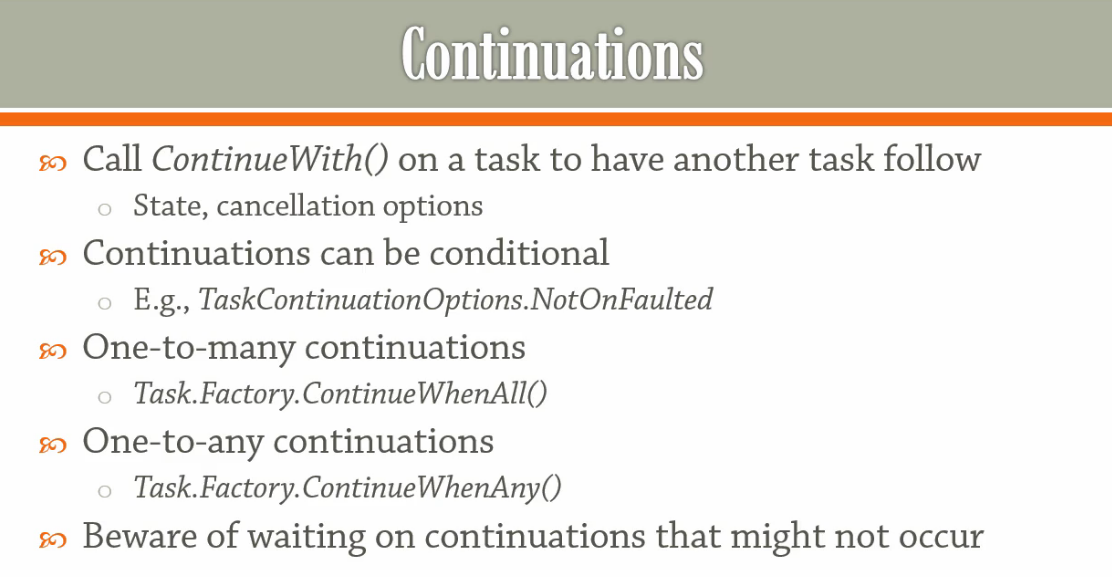 Continuations
Call ContinueWith() on a task to have another task follow
State, cancellation options
Continuations can be conditional
E.g., TaskContinuationOptions.NotOnFaulted
One-to-many continuations
Task.Factory.ContinueWhenAll()
One-to-any continuations
Task.Factory.ContinueWhenAny()
Beware of waiting on continuations that might not occur